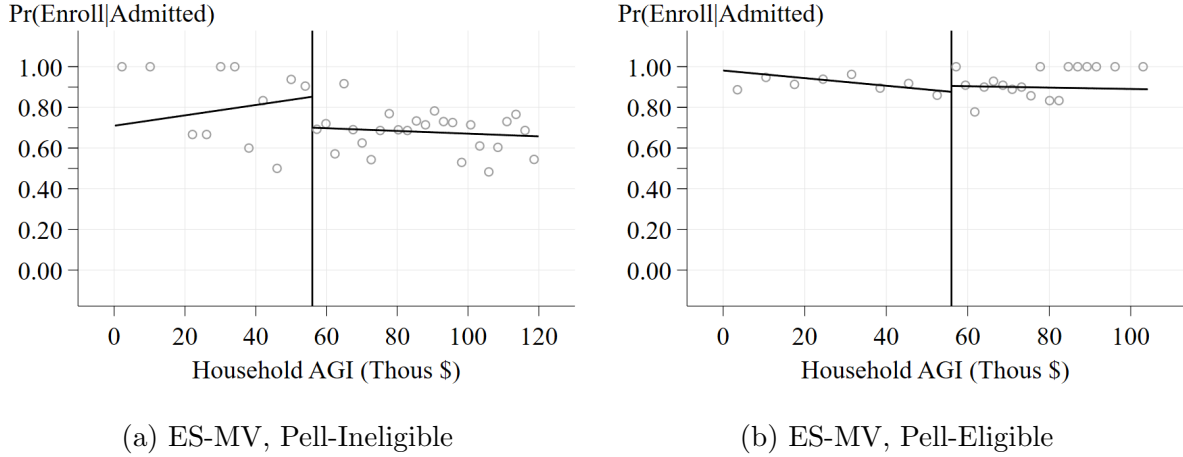 Pr(Enroll|Admitted)
1.00
0.80
0.60
0.40
0.20
0.00
0 20 40 60 80 100 120
Household AGI (Thous $)
(a) ES-MV, Pell-Ineligible
Pr(Enroll|Admitted)
1.00
0.80
0.60
0.40
0.20
0.00
0 20 40 60 80 100
Household AGI (Thous $)
(b) ES-MV, Pell-Eligible